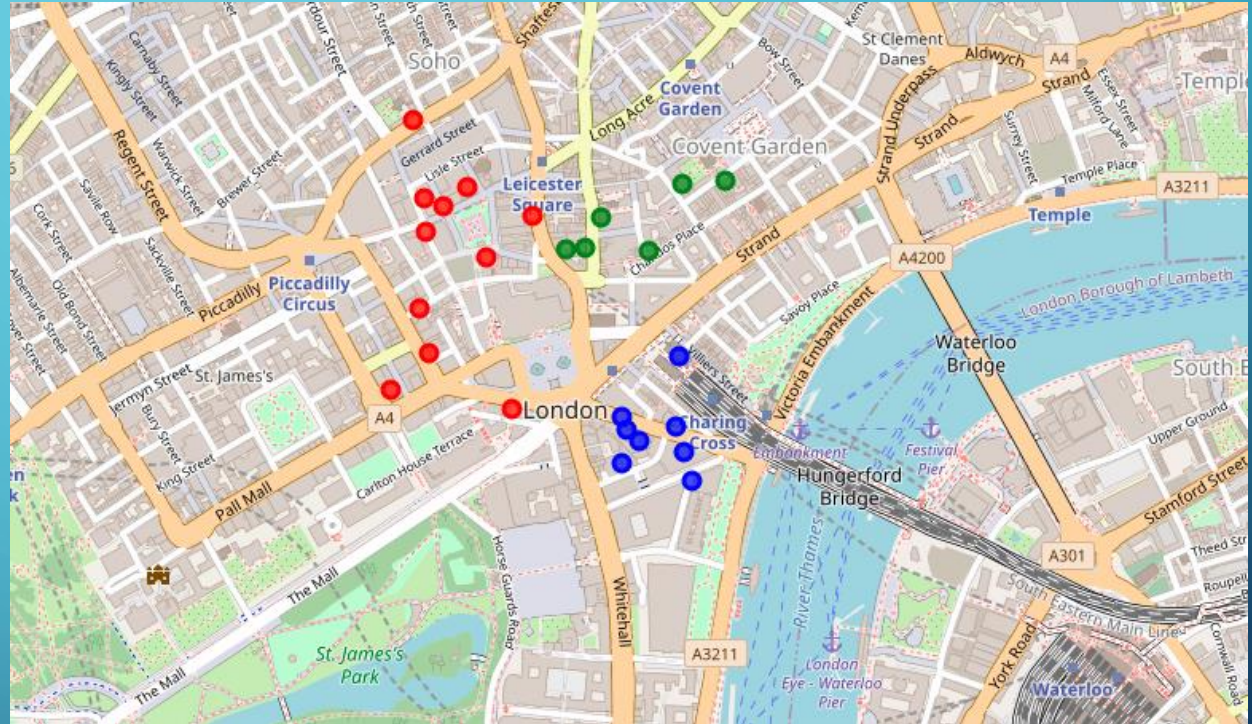 Carnaby Street
Kingly Street
Soho
St Clement
Danes
Aldwych
A4
Strand
Essex Street
Milford Lane
Bow Street
Covent
Garden
Long Acre
Covent Garden
Strand Underpass
Strand
Surrey Street
Temple Place
Temple
A3211
Regent Street
Warwick Street
Brewer Street
Gerrard Street
Lisle Street
Leicester
Square
Savile Row
Cork Street
Sackville Street
Albemarle Street
Old Bond Street
Piccadilly
Piccadilly
Circus
Chandos Place
Strand
A4200
Savoy Place
Victoria Embankment
London Borough of Lambeth
Waterloo
Bridge
St. James's
Jermyn Street
Bury Street
King Street
A4
London
Villiers Street
Charing
Cross
Embankment
Festival
Pier
Upper Ground
Carlton House Terrace
Pall Mall
Hungerford
Bridge
Stamford Street
A301
The Mall
Horse Guards Road
Whitehall
River Thames
South Eastern Main Line
Cornwall Road
York Road
St. James's
Park
The Mall
A3211
London
Eye - Waterloo
Pier
Waterloo